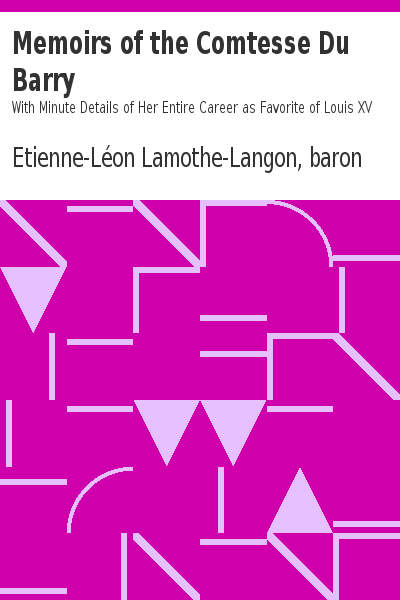 Memoirs of the Comtesse Du
Barry
With Minute Details of Her Entire Career as Favorite of Louis XV
Etienne-Léon Lamothe-Langon, baron